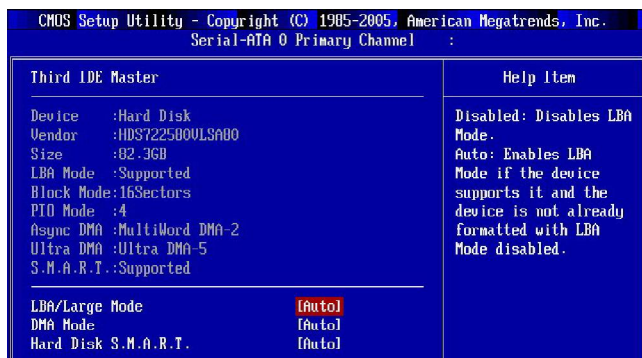 CMOS Setup Utility - Copyright (C) 1985-2005, American Megatrends, Inc.
Serial-ATA 0 Primary Channel :
Third IDE Master
Device :Hard Disk
Vendor :HDS722580VLSA80
Size :82.3GB
LBA Mode :Supported
Block Mode:16Sectors
PIO Mode :4
Async DMA :MultiWord DMA-2
Ultra DMA :Ultra DMA-5
S.M.A.R.T.:Supported
LBA/Large Mode [Auto]
DMA Mode [Auto]
Hard Disk S.M.A.R.T. [Auto]
Help Item
Disabled: Disables LBA
Mode.
Auto: Enables LBA
Mode if the device
supports it and the
device is not already
formatted with LBA
Mode disabled.